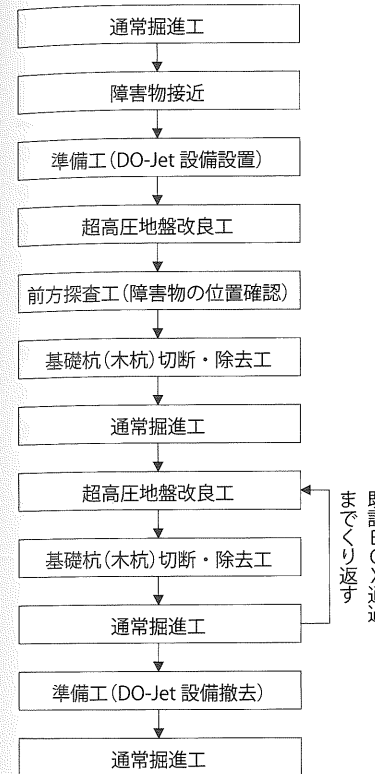 通常掘進工
障害物接近
準備工(DO-Jet 設備設置)
超高圧地盤改良工
前方探査工(障害物の位置確認)
基礎杭(木杭)切断・除去工
通常掘進工
超高圧地盤改良工
基礎杭(木杭)切断・除去工
通常掘進工
準備工(DO-Jet 設備撤去)
通常掘進工
までくり返す